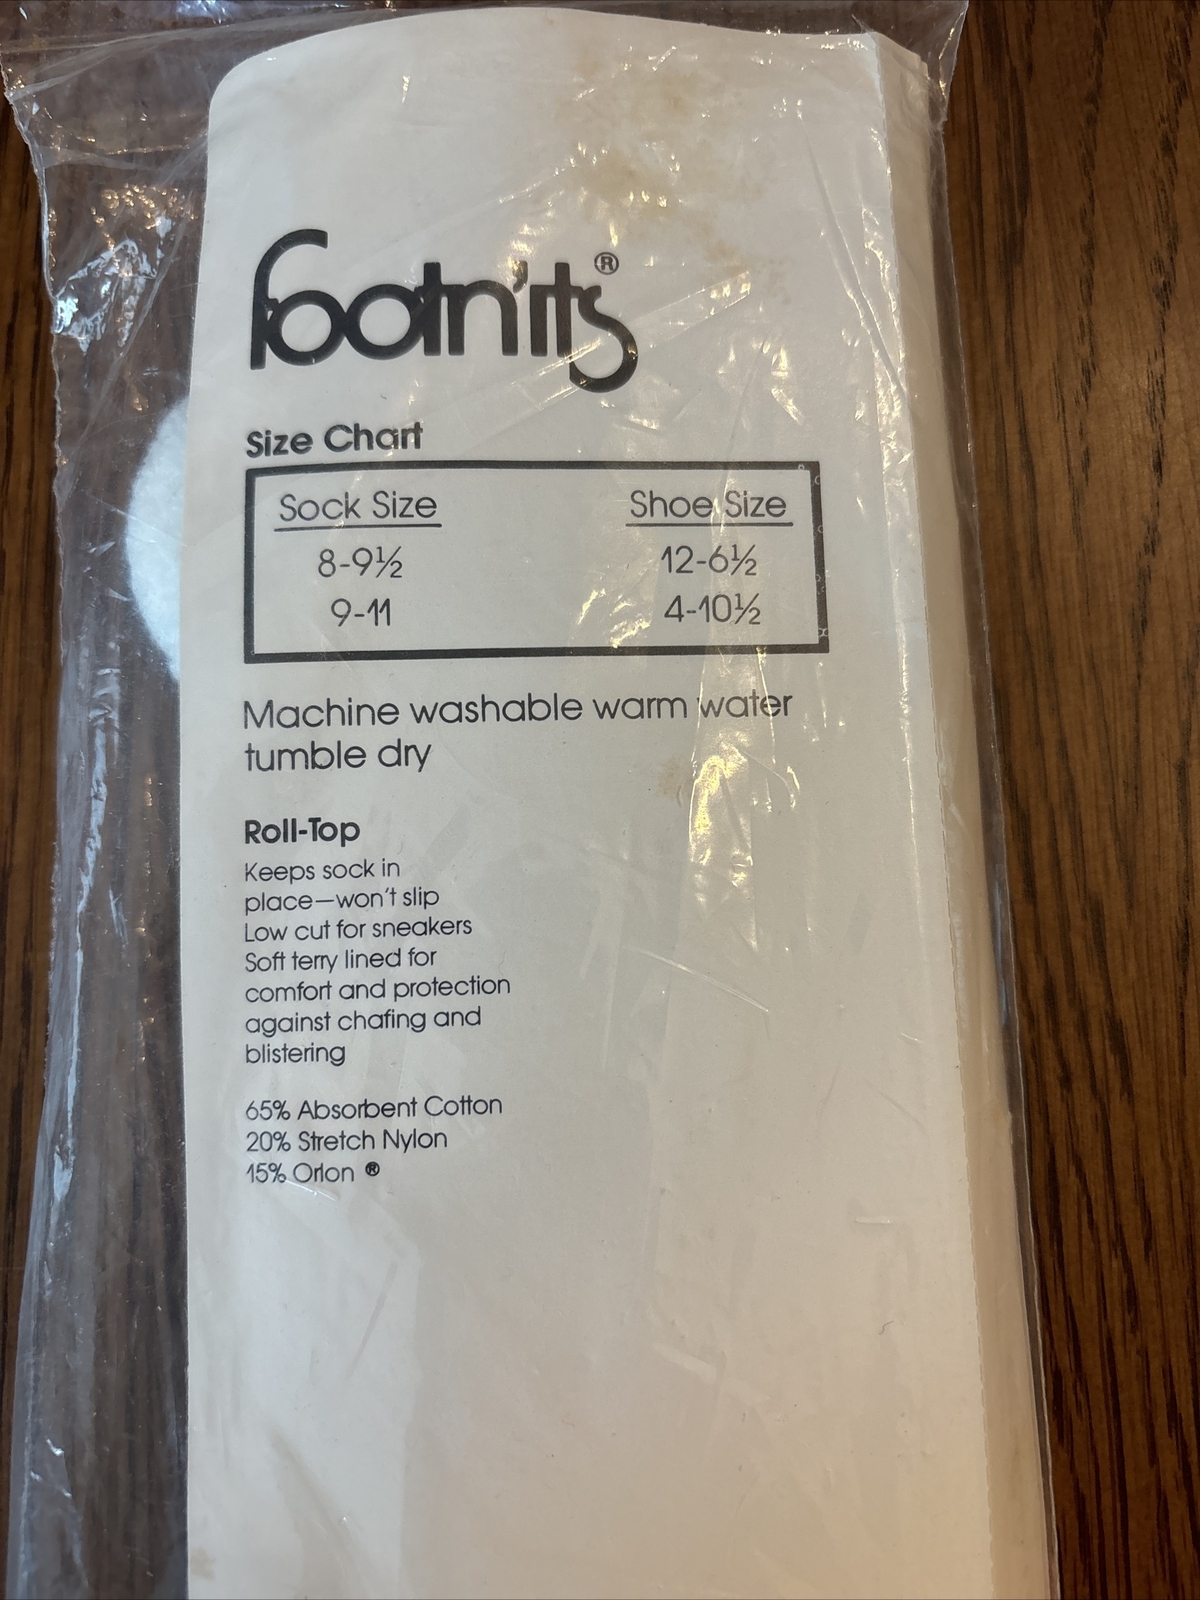 footn'its®
Size Chart
Sock Size Shoe Size
8-9½ 12-6½
9-11 4-10½
Machine washable warm water
tumble dry
Roll-Top
Keeps sock in
place—won't slip
Low cut for sneakers
Soft terry lined for
comfort and protection
against chafing and
blistering
65% Absorbent Cotton
20% Stretch Nylon
15% Orlon ®